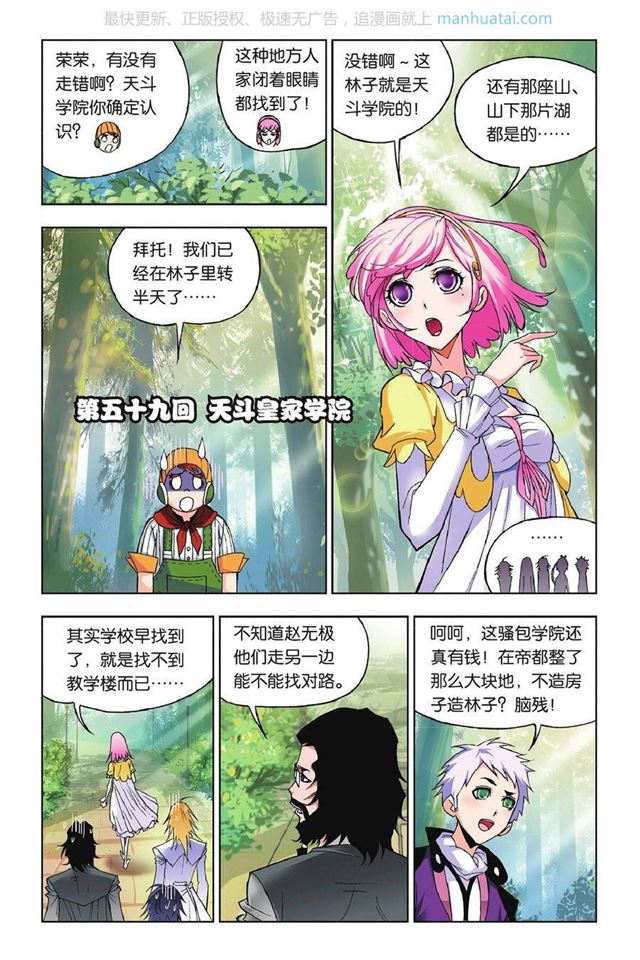 最快更新、正版授权、极速无广告，追漫画就上 manhuatai.com
荣荣，有没有
走错啊？天斗
学院你确定认
识？
这种地方人
家闭着眼睛
都找到了！
没错啊～这
林子就是天
斗学院的！
还有那座山、
山下那片湖
都是的……
拜托！我们已
经在林子里转
半天了……
第五十九回 天斗皇家学院
……
其实学校早找到
了，就是找不到
教学楼而已……
不知道赵无极
他们走另一边
能不能找对路。
呵呵，这骚包学院还
真有钱！在帝都整了
那么大块地，不造房
子造林子？脑残！